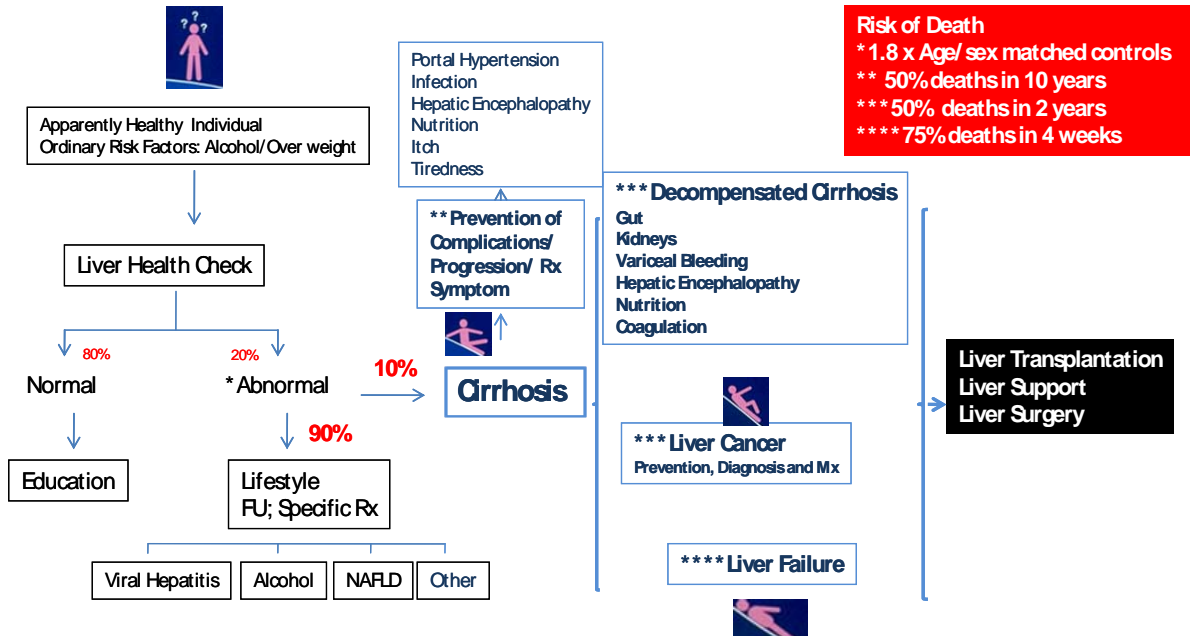 ? ? ?
Apparently Healthy Individual
Ordinary Risk Factors: Alcohol/Over weight
Liver Health Check
80%
20%
Normal
*Abnormal
10%
90%
Education
Lifestyle
FU; Specific Rx
Viral Hepatitis
Alcohol
NAFLD
Other
Portal Hypertension
Infection
Hepatic Encephalopathy
Nutrition
Itch
Tiredness
**Prevention of
Complications/
Progression/ Rx
Symptom
Cirrhosis
***Decompensated Cirrhosis
Gut
Kidneys
Variceal Bleeding
Hepatic Encephalopathy
Nutrition
Coagulation
***Liver Cancer
Prevention, Diagnosis and Mx
****Liver Failure
Risk of Death
*1.8 x Age/sex matched controls
** 50% deaths in 10 years
***50% deaths in 2 years
****75% deaths in 4 weeks
Liver Transplantation
Liver Support
Liver Surgery